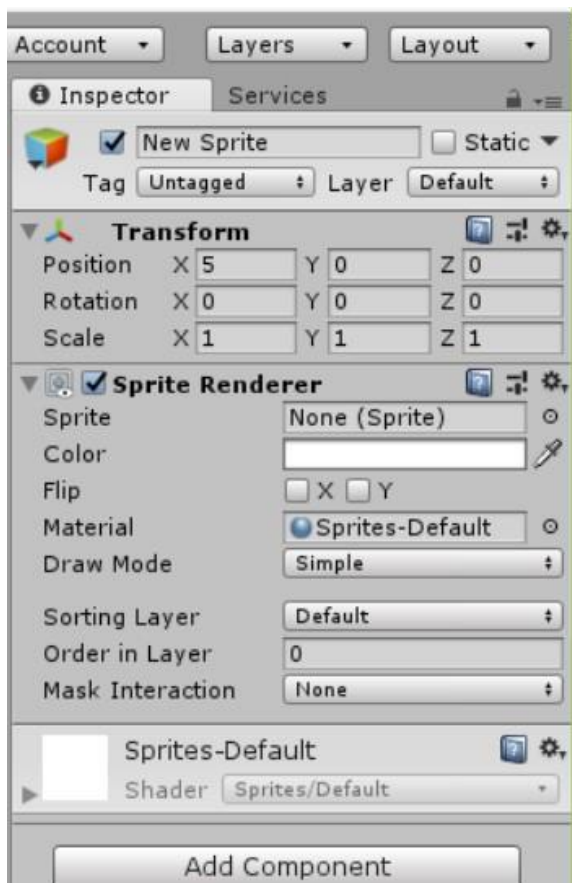 Account Layers Layout
Inspector Services
New Sprite Static
Tag Untagged Layer Default
Transform
Position X 5 Y 0 Z 0
Rotation X 0 Y 0 Z 0
Scale X 1 Y 1 Z 1
Sprite Renderer
Sprite None (Sprite)
Color
Flip X Y
Material Sprites-Default
Draw Mode Simple
Sorting Layer Default
Order in Layer 0
Mask Interaction None
Sprites-Default
Shader Sprites/Default
Add Component